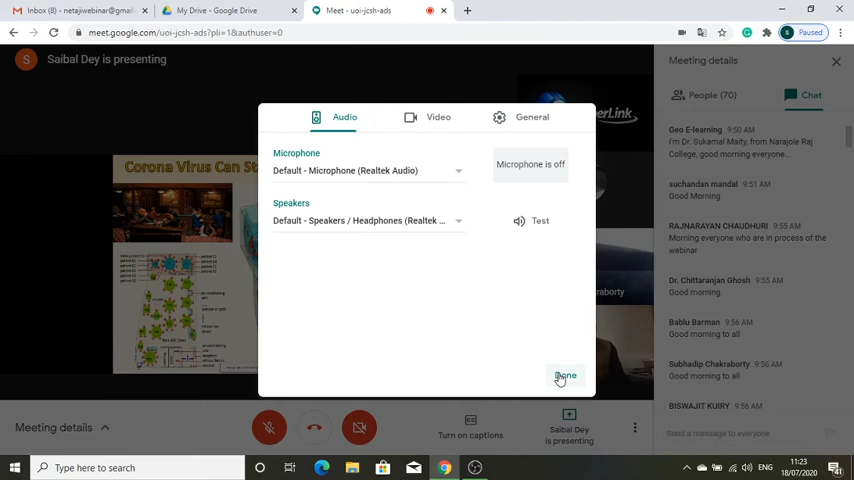 Inbox (8) - netajiwebinar@gmail.
My Drive - Google Drive
Meet - uoi-jcsh-ads
meet.google.com/uoi-jcsh-ads?pli=1&authuser=0
S
Paused
S
Saibal Dey is presenting
Meeting details
People (70)
Chat
Geo E-learning 9:50 AM
I'm Dr. Sukamal Maity, from Narajole Raj
College, good morning everyone...
suchandan mandal 9:51 AM
Good Morning
RAJNARAYAN CHAUDHURI 9:55 AM
Morning everyone who are in process of the
webinar
Dr. Chittaranjan Ghosh 9:55 AM
Good morning.
Bablu Barman 9:56 AM
Good morning to all
Subhadip Chakraborty 9:56 AM
Good morning to all
BISWAJIT KUIRY 9:56 AM
Send a message to everyone
Audio
Video
General
Microphone
Default - Microphone (Realtek Audio)
Microphone is off
Speakers
Default - Speakers / Headphones (Realtek ...
Test
Done
Corona Virus Can St
erLink
raborty
Meeting details
Turn on captions
Saibal Dey
is presenting
Type here to search
ENG
11:23
18/07/2020
41